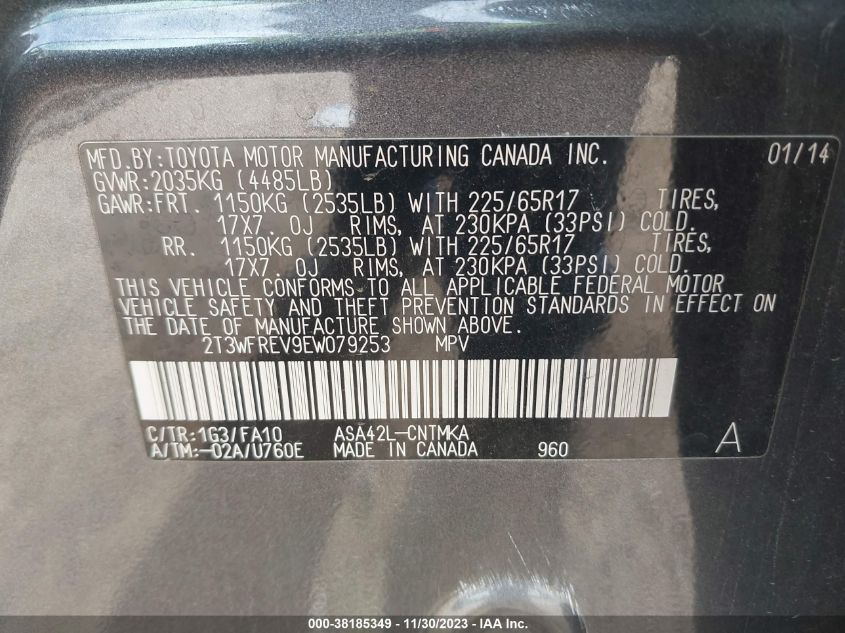 MFD.BY:TOYOTA MOTOR MANUFACTURING CANADA INC. 01/14
GVWR:2035KG (4485LB)
GAWR:FRT. 1150KG (2535LB) WITH 225/65R17 TIRES,
17X7.0J RIMS, AT 230KPA (33PSI) COLD.
RR. 1150KG (2535LB) WITH 225/65R17 TIRES,
17X7.0J RIMS, AT 230KPA (33PSI) COLD.
THIS VEHICLE CONFORMS TO ALL APPLICABLE FEDERAL MOTOR
VEHICLE SAFETY AND THEFT PREVENTION STANDARDS IN EFFECT ON
THE DATE OF MANUFACTURE SHOWN ABOVE.
2T3WFREV9EW079253 MPV
C/TR:1G3/FA10 ASA42L-CNTMKA
A/TM:-02A/U760E MADE IN CANADA 960 A
000-38185349 - 11/30/2023 - IAA Inc.